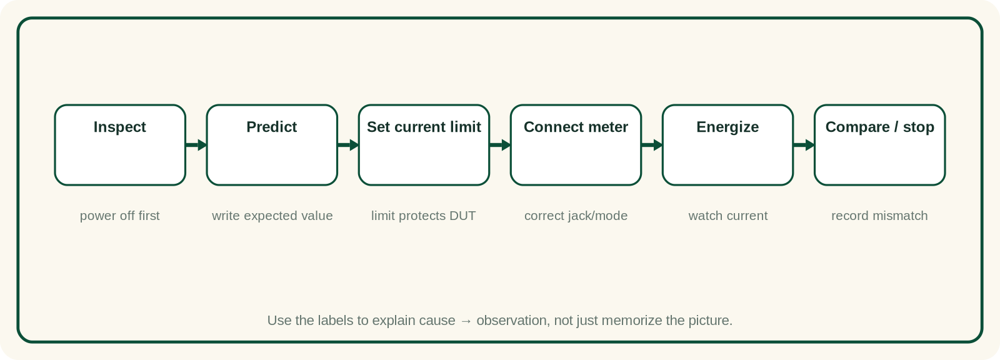 Inspect
Predict
Set current limit
Connect meter
Energize
Compare / stop
power off first
write expected value
limit protects DUT
correct jack/mode
watch current
record mismatch
Use the labels to explain cause → observation, not just memorize the picture.